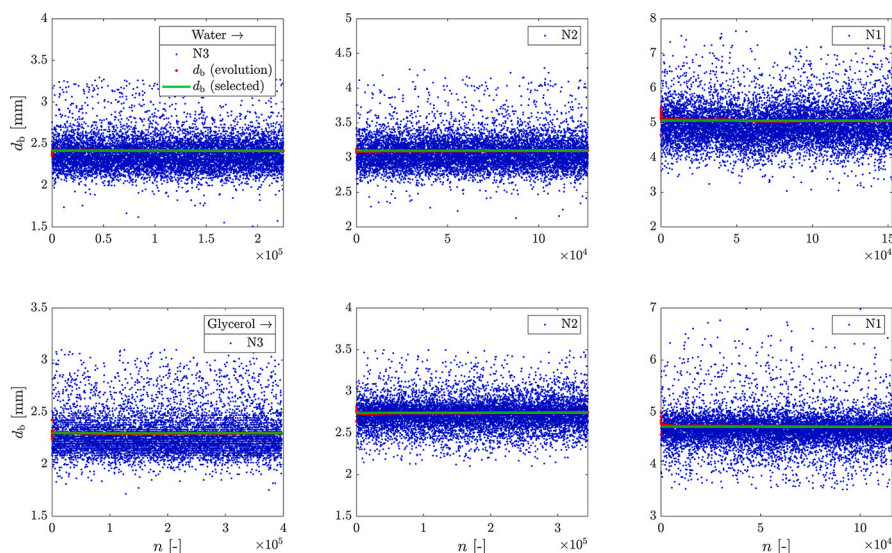 Water →
N3
d_b (evolution)
d_b (selected)
d_b [mm]
4
3.5
3
2.5
2
1.5
0 0.5 1 1.5 2
×10^5
N2
5
4.5
4
3.5
3
2.5
2
0 5 10
×10^4
N1
8
7
6
5
4
3
2
0 5 10 15
×10^4
Glycerol →
N3
d_b [mm]
3.5
3
2.5
2
1.5
0 1 2 3 4
×10^5
n [-]
N2
4
3.5
3
2.5
2
1.5
0 1 2 3
×10^5
n [-]
N1
7
6
5
4
3
0 5 10
×10^4
n [-]